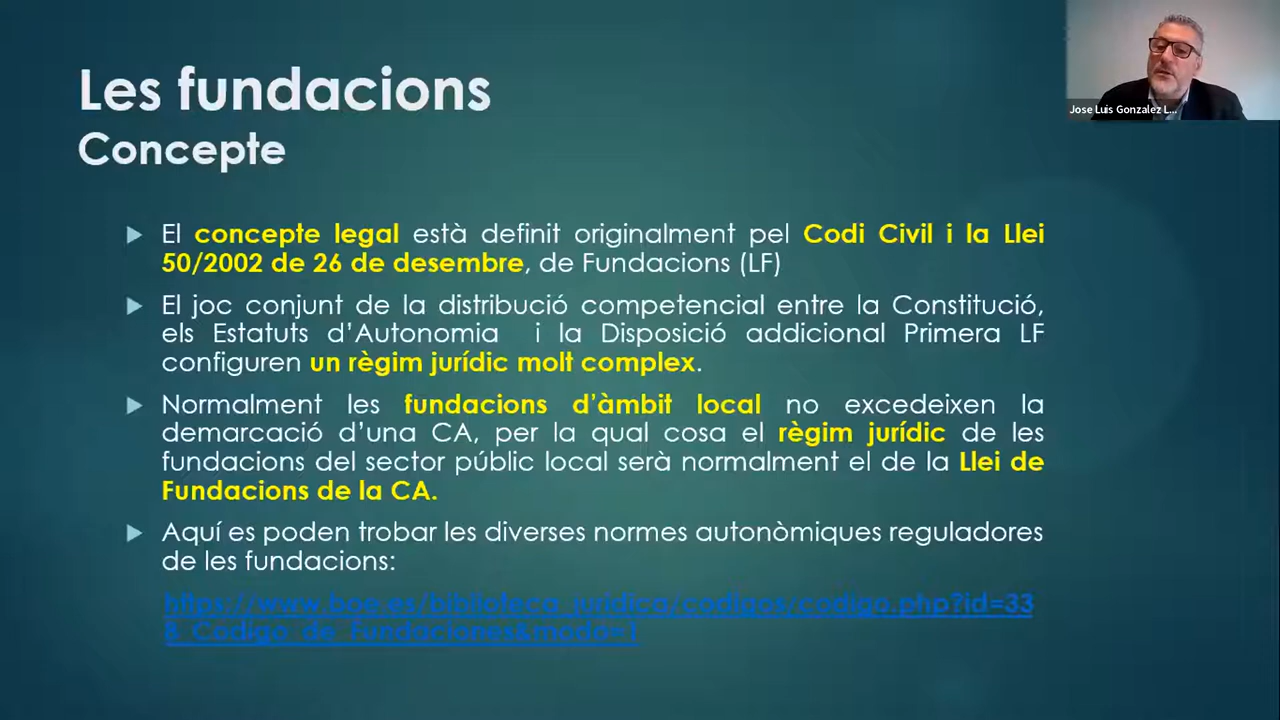 Les fundacions
Concepte
Jose Luis Gonzalez L...
El concepte legal està definit originalment pel Codi Civil i la Llei
50/2002 de 26 de desembre, de Fundacions (LF)
El joc conjunt de la distribució competencial entre la Constitució,
els Estatuts d’Autonomia i la Disposició addicional Primera LF
configuren un règim jurídic molt complex.
Normalment les fundacions d’àmbit local no excedeixen la
demarcació d’una CA, per la qual cosa el règim jurídic de les
fundacions del sector públic local serà normalment el de la Llei de
Fundacions de la CA.
Aquí es poden trobar les diverses normes autonòmiques reguladores
de les fundacions:
https://www.boe.es/biblioteca_juridica/codigos/codigo.php?id=33
8_Codigo_de_Fundaciones&modo=1